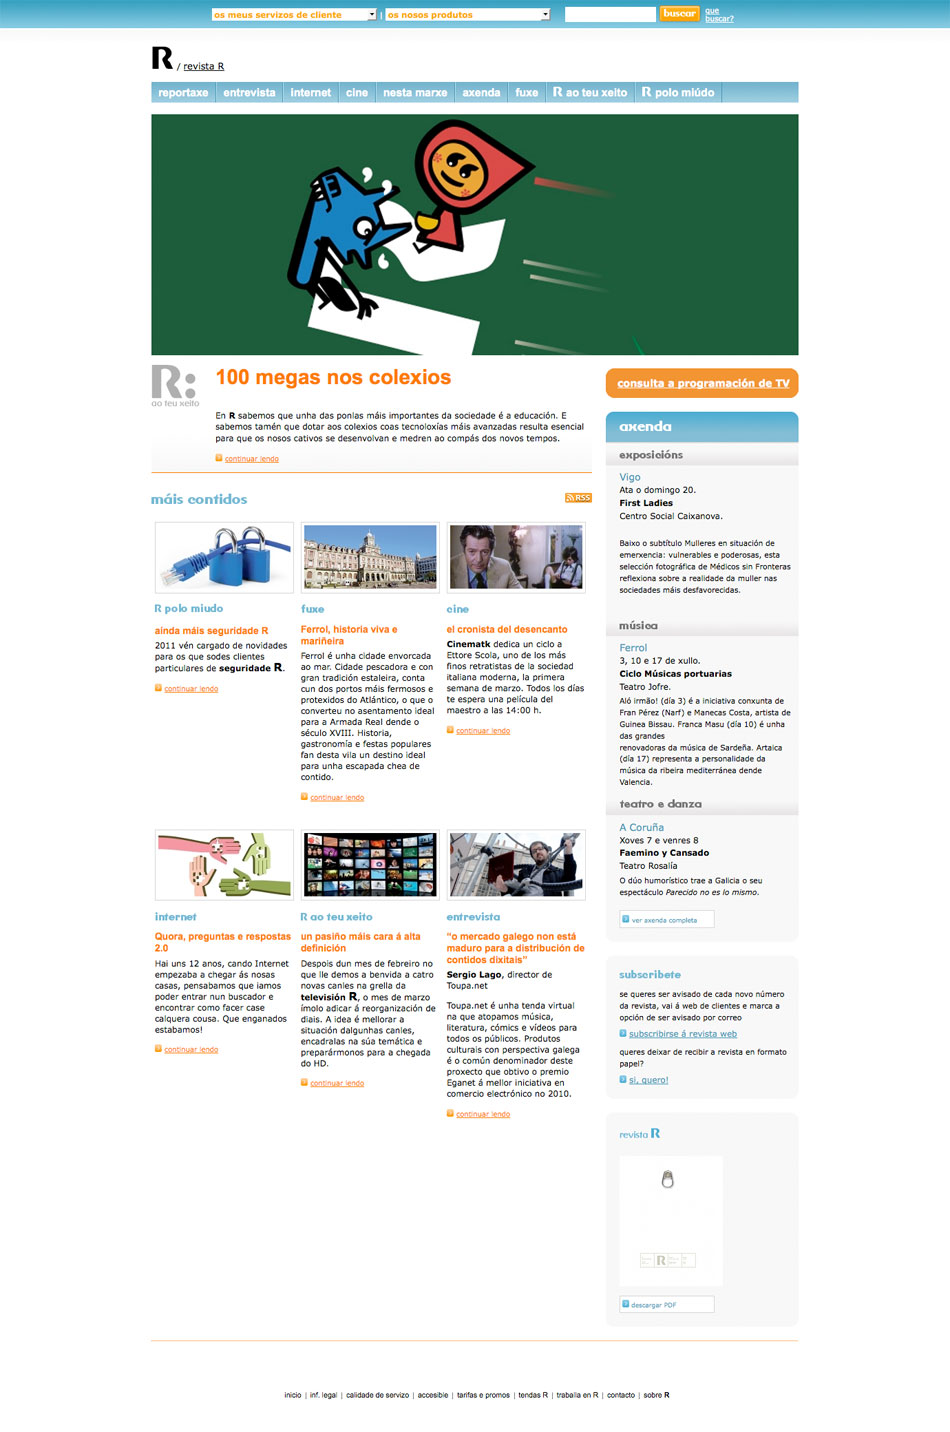 os meus servizos de cliente | os nosos produtos buscar que
buscar?
R / revista R
reportaxe entrevista internet cine nesta marxe axenda fuxe R ao teu xeito R polo miúdo
R:
ao teu xeito
100 megas nos colexios
En R sabemos que unha das ponlas máis importantes da sociedade é a educación. E
sabemos tamén que dotar aos colexios coas tecnoloxías máis avanzadas resulta esencial
para que os nosos cativos se desenvolvan e medren ao compás dos novos tempos.
continuar lendo
máis contidos
RSS
R polo miudo
ainda máis seguridade R
2011 vén cargado de novidades
para os que sodes clientes
particulares de seguridade R.
continuar lendo
fuxe
Ferrol, historia viva e
mariñeira
Ferrol é unha cidade envorcada
ao mar. Cidade pescadora e con
gran tradición estaleira, conta
cun dos portos máis fermosos e
protexidos do Atlántico, o que o
converteu no asentamento ideal
para a Armada Real dende o
século XVIII. Historia,
gastronomía e festas populares
fan desta vila un destino ideal
para unha escapada chea de
contido.
continuar lendo
cine
el cronista del desencanto
Cinematk dedica un ciclo a
Ettore Scola, uno de los más
finos retratistas de la sociedad
italiana moderna, la primera
semana de marzo. Todos los días
te espera una película del
maestro a las 14:00 h.
continuar lendo
internet
Quora, preguntas e respostas
2.0
Hai uns 12 anos, cando Internet
empezaba a chegar ás nosas
casas, pensabamos que iamos
poder entrar nun buscador e
encontrar como facer case
calquera cousa. Que enganados
estabamos!
continuar lendo
R ao teu xeito
un pasiño máis cara á alta
definición
Despois dun mes de febreiro no
que lle demos a benvida a catro
novas canles na grella da
televisión R, o mes de marzo
ímolo adicar á reorganización de
diais. A idea é mellorar a
situación dalgunhas canles,
encadralas na súa temática e
preparármonos para a chegada
do HD.
continuar lendo
entrevista
"o mercado galego non está
maduro para a distribución de
contidos dixitais"
Sergio Lago, director de
Toupa.net
Toupa.net é unha tenda virtual
na que atopamos música,
literatura, cómics e vídeos para
todos os públicos. Produtos
culturais con perspectiva galega
é o común denominador deste
proxecto que obtivo o premio
Eganet á mellor iniciativa en
comercio electrónico no 2010.
continuar lendo
consulta a programación de TV
axenda
exposicións
Vigo
Ata o domingo 20.
First Ladies
Centro Social Caixanova.
Baixo o subtítulo Mulleres en situación de
emerxencia: vulnerables e poderosas, esta
selección fotográfica de Médicos sin Fronteras
reflexiona sobre a realidade da muller nas
sociedades máis desfavorecidas.
música
Ferrol
3, 10 e 17 de xullo.
Ciclo Músicas portuarias
Teatro Jofre.
Aló irmão! (día 3) é a iniciativa conxunta de
Fran Pérez (Narf) e Manecas Costa, artista de
Guinea Bissau. Franca Masu (día 10) é unha
das grandes
renovadoras da música de Sardeña. Artaica
(día 17) representa a personalidade da
música da ribeira mediterránea dende
Valencia.
teatro e danza
A Coruña
Xoves 7 e venres 8
Faemino y Cansado
Teatro Rosalía
O dúo humorístico trae a Galicia o seu
espectáculo Parecido no es lo mismo.
ver axenda completa
subscribete
se queres ser avisado de cada novo número
da revista, vai á web de clientes e marca a
opción de ser avisado por correo
subscribirse á revista web
queres deixar de recibir a revista en formato
papel?
si, quero!
revista R
R
descargar PDF
inicio | inf. legal | calidade de servizo | accesible | tarifas e promos | tendas R | traballa en R | contacto | sobre R